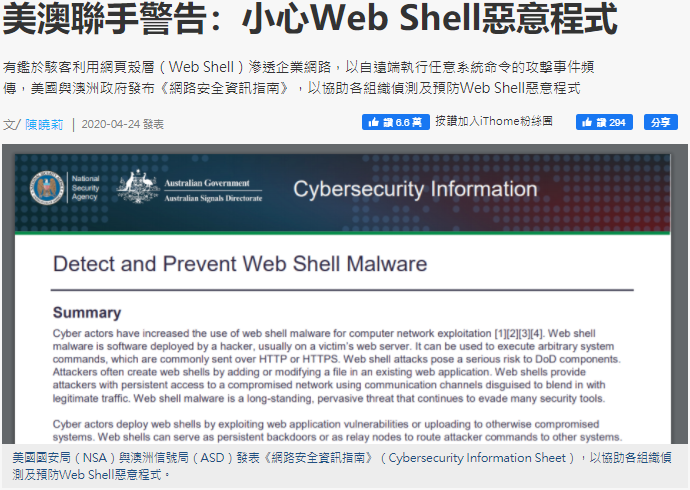 美澳聯手警告：小心Web Shell惡意程式
有鑑於駭客利用網頁殼層（Web Shell）滲透企業網路，以自遠端執行任意系統命令的攻擊事件頻
傳，美國與澳洲政府發布《網路安全資訊指南》，以協助各組織偵測及預防Web Shell惡意程式
文/ 陳曉莉 | 2020-04-24 發表
讚 6.6 萬 按讚加入iThome粉絲團 讚 294 分享
National
Security
Agency
Australian Government
Australian Signals Directorate
Cybersecurity Information
Detect and Prevent Web Shell Malware
Summary
Cyber actors have increased the use of web shell malware for computer network exploitation [1][2][3][4]. Web shell
malware is software deployed by a hacker, usually on a victim's web server. It can be used to execute arbitrary system
commands, which are commonly sent over HTTP or HTTPS. Web shell attacks pose a serious risk to DoD components.
Attackers often create web shells by adding or modifying a file in an existing web application. Web shells provide
attackers with persistent access to a compromised network using communication channels disguised to blend in with
legitimate traffic. Web shell malware is a long-standing, pervasive threat that continues to evade many security tools.
Cyber actors deploy web shells by exploiting web application vulnerabilities or uploading to otherwise compromised
systems. Web shells can serve as persistent backdoors or as relay nodes to route attacker commands to other systems.
美國國安局（NSA）與澳洲信號局（ASD）發表《網路安全資訊指南》（Cybersecurity Information Sheet），以協助各組織偵
測及預防Web Shell惡意程式。